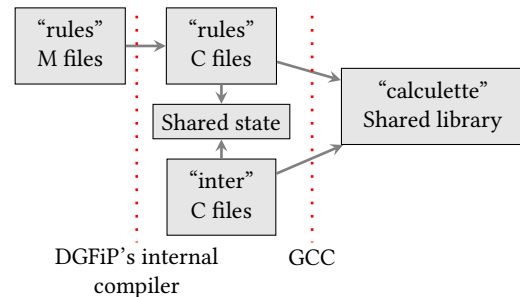 “rules”
M files
“rules”
C files
“calculette”
Shared library
Shared state
“inter”
C files
DGFiP’s internal
compiler
GCC